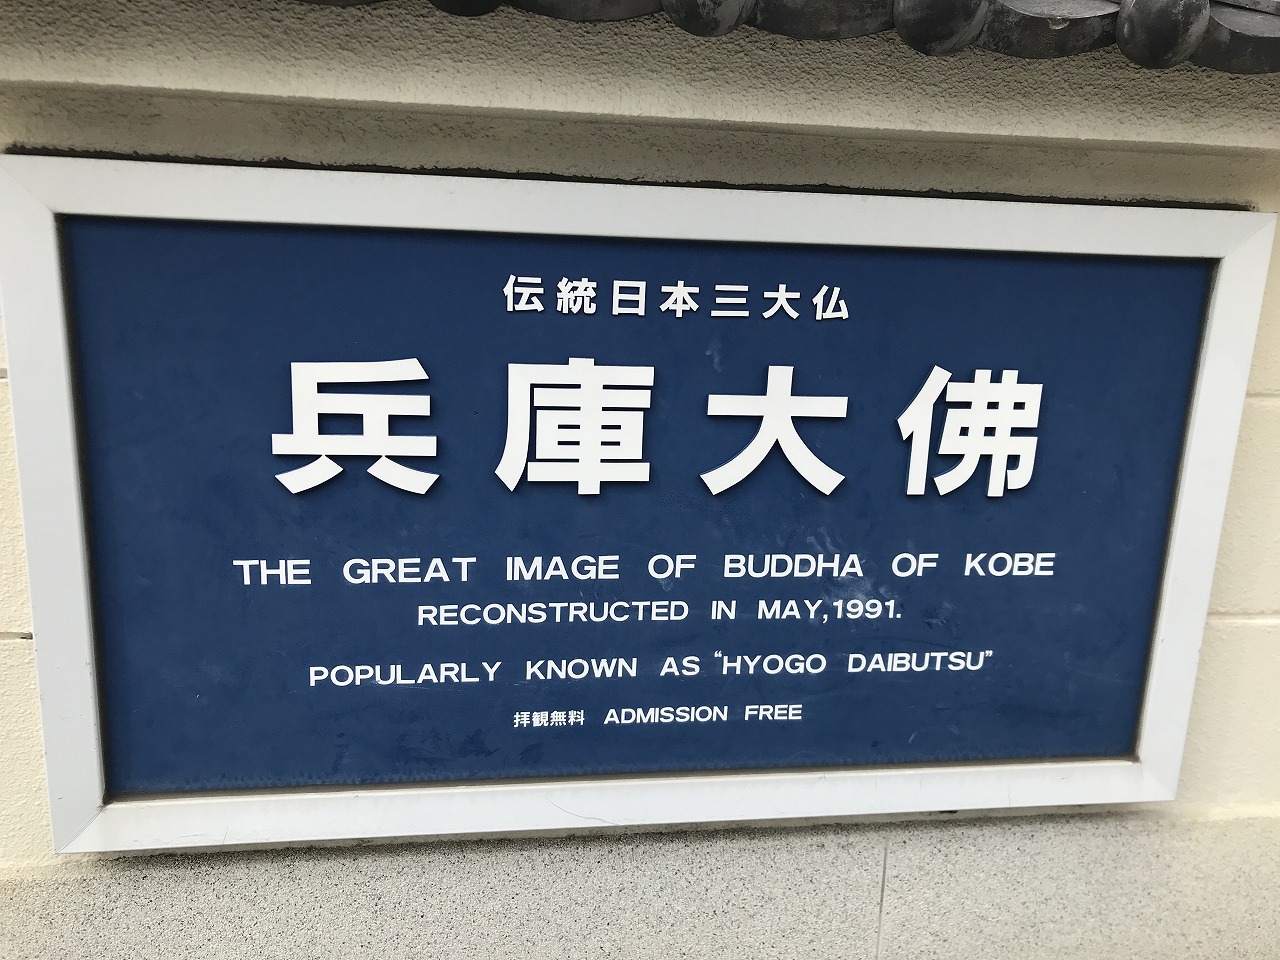 伝統日本三大仏
兵庫大佛
THE GREAT IMAGE OF BUDDHA OF KOBE
RECONSTRUCTED IN MAY,1991.
POPULARLY KNOWN AS “HYOGO DAIBUTSU”
拝観無料 ADMISSION FREE